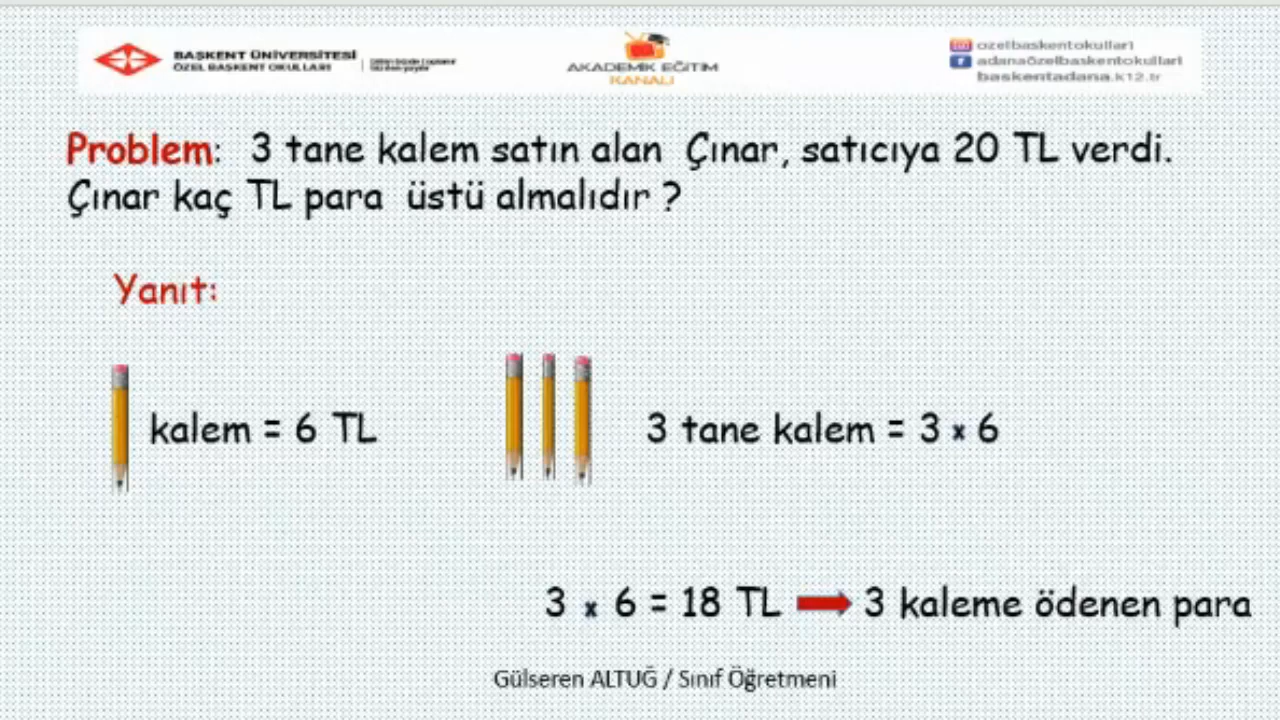 BAŞKENT ÜNİVERSİTESİ
ÖZEL BAŞKENT OKULLARI
AKADEMİK EĞİTİM
KANALI
ozelbaskentokullari
adanaözelbaskentokullari
baskentadana.k12.tr
Problem: 3 tane kalem satın alan Çınar, satıcıya 20 TL verdi.
Çınar kaç TL para üstü almalıdır ?
Yanıt:
kalem = 6 TL
3 tane kalem = 3 x 6
3 x 6 = 18 TL 3 kaleme ödenen para
Gülseren ALTUĞ / Sınıf Öğretmeni